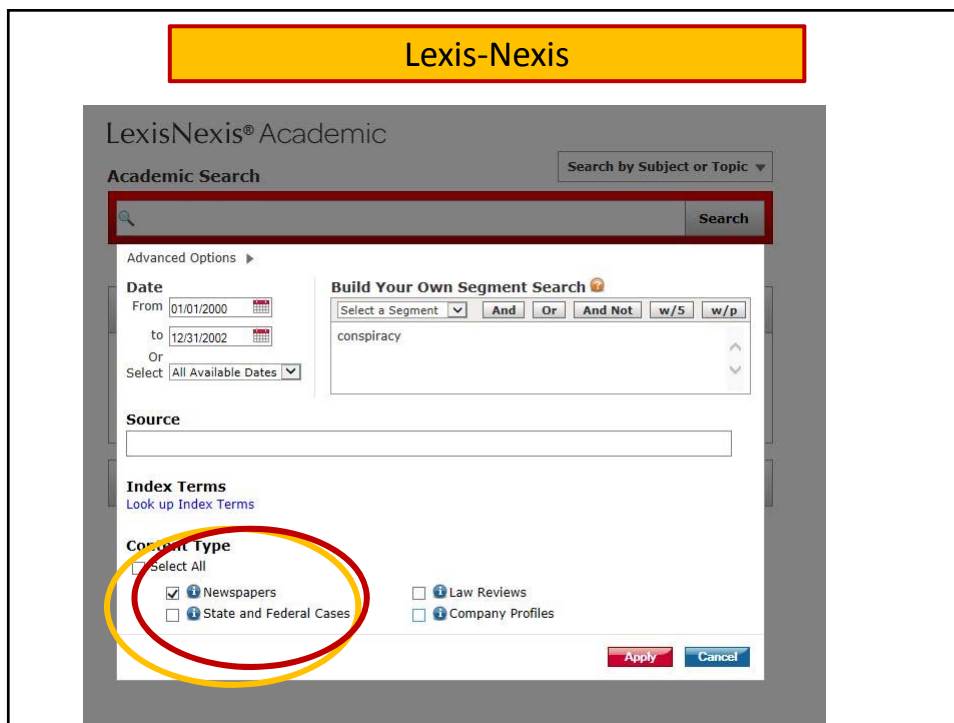 Lexis-Nexis
LexisNexis® Academic
Search by Subject or Topic
Academic Search
Search
Advanced Options
Date
Build Your Own Segment Search
From 01/01/2000
Select a Segment And Or And Not w/5 w/p
to 12/31/2002
conspiracy
Or
Select All Available Dates
Source
Index Terms
Look up Index Terms
Content Type
Select All
Newspapers
Law Reviews
State and Federal Cases
Company Profiles
Apply Cancel